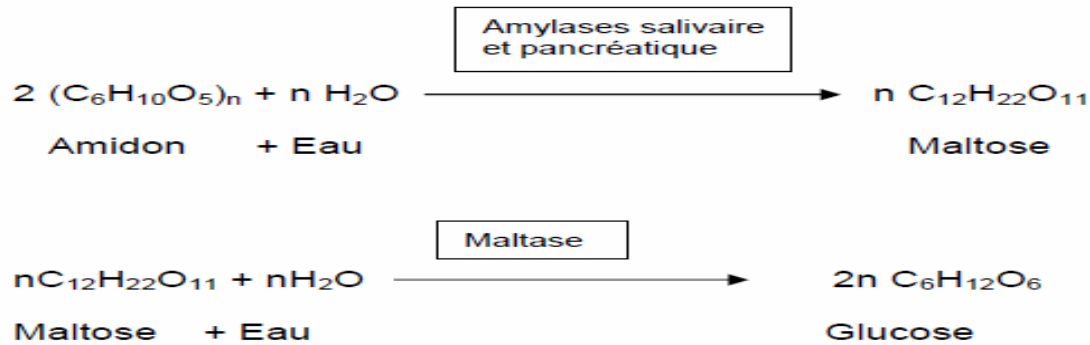 Amylases salivaire
et pancréatique
2 (C₆H₁₀O₅)ₙ + n H₂O n C₁₂H₂₂O₁₁
Amidon + Eau Maltose
Maltase
nC₁₂H₂₂O₁₁ + nH₂O 2n C₆H₁₂O₆
Maltose + Eau Glucose